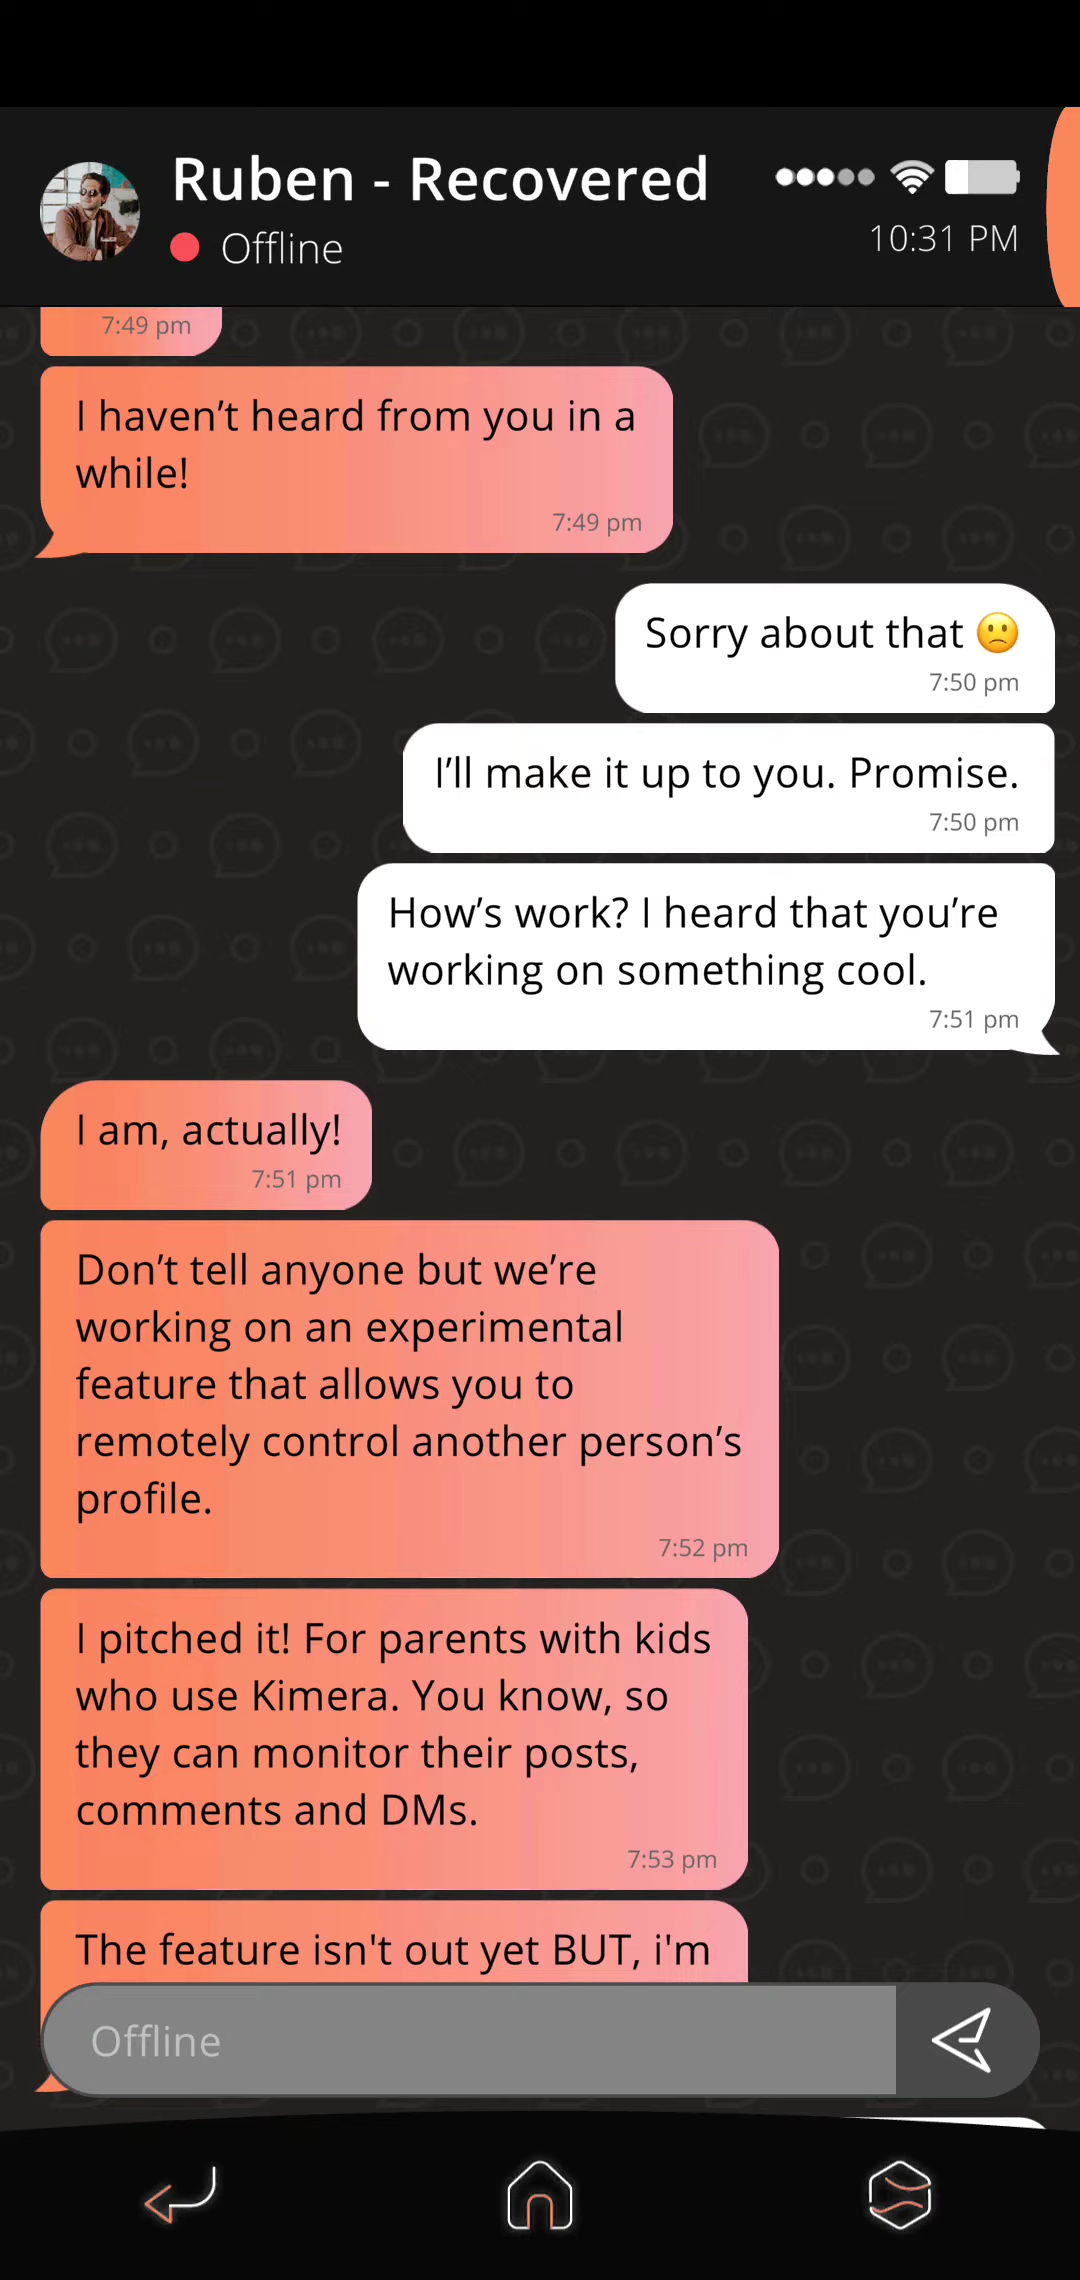 Ruben - Recovered
Offline
10:31 PM
7:49 pm
I haven’t heard from you in a
while!
7:49 pm
Sorry about that 🙁
7:50 pm
I’ll make it up to you. Promise.
7:50 pm
How’s work? I heard that you’re
working on something cool.
7:51 pm
I am, actually!
7:51 pm
Don’t tell anyone but we’re
working on an experimental
feature that allows you to
remotely control another person’s
profile.
7:52 pm
I pitched it! For parents with kids
who use Kimera. You know, so
they can monitor their posts,
comments and DMs.
7:53 pm
The feature isn't out yet BUT, i'm
Offline